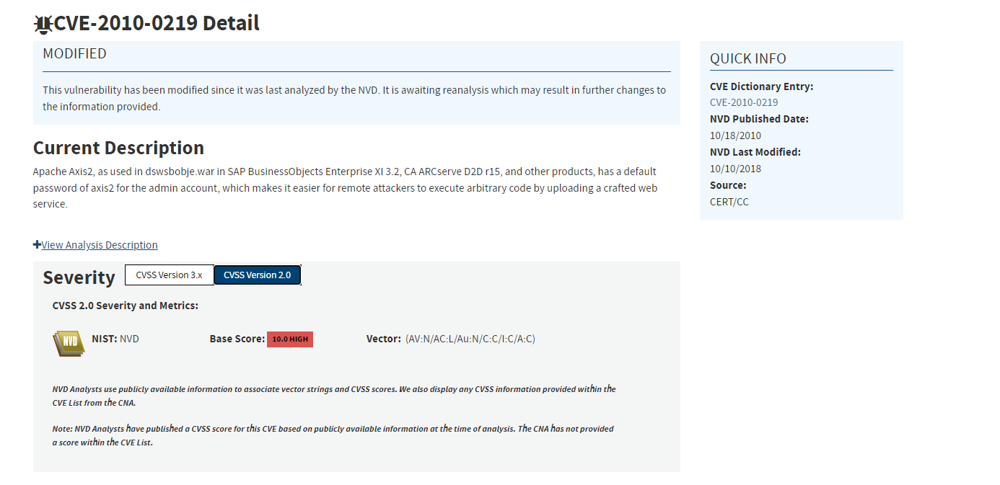 CVE-2010-0219 Detail
MODIFIED
This vulnerability has been modified since it was last analyzed by the NVD. It is awaiting reanalysis which may result in further changes to
the information provided.
Current Description
Apache Axis2, as used in dswsbobje.war in SAP BusinessObjects Enterprise XI 3.2, CA ARCserve D2D r15, and other products, has a default
password of axis2 for the admin account, which makes it easier for remote attackers to execute arbitrary code by uploading a crafted web
service.
View Analysis Description
Severity CVSS Version 3.x CVSS Version 2.0
CVSS 2.0 Severity and Metrics:
NVD NIST: NVD Base Score: 10.0 HIGH Vector: (AV:N/AC:L/Au:N/C:C/I:C/A:C)
NVD Analysts use publicly available information to associate vector strings and CVSS scores. We also display any CVSS information provided within the
CVE List from the CNA.
Note: NVD Analysts have published a CVSS score for this CVE based on publicly available information at the time of analysis. The CNA has not provided
a score within the CVE List.
QUICK INFO
CVE Dictionary Entry:
CVE-2010-0219
NVD Published Date:
10/18/2010
NVD Last Modified:
10/10/2018
Source:
CERT/CC